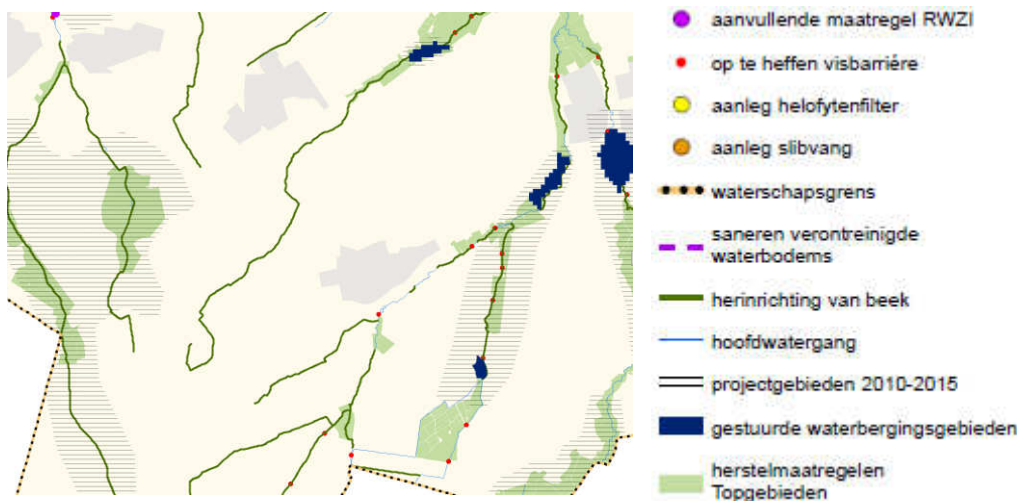 aanvullende maatregel RWZI
op te heffen visbarriére
aanleg helofytenfilter
aanleg slibvang
waterschapsgrens
saneren verontreinigde
waterbodems
herinrichting van beek
hoofdwatergang
projectgebieden 2010-2015
gestuurde waterbergingsgebieden
herstelmaatregelen
Topgebieden